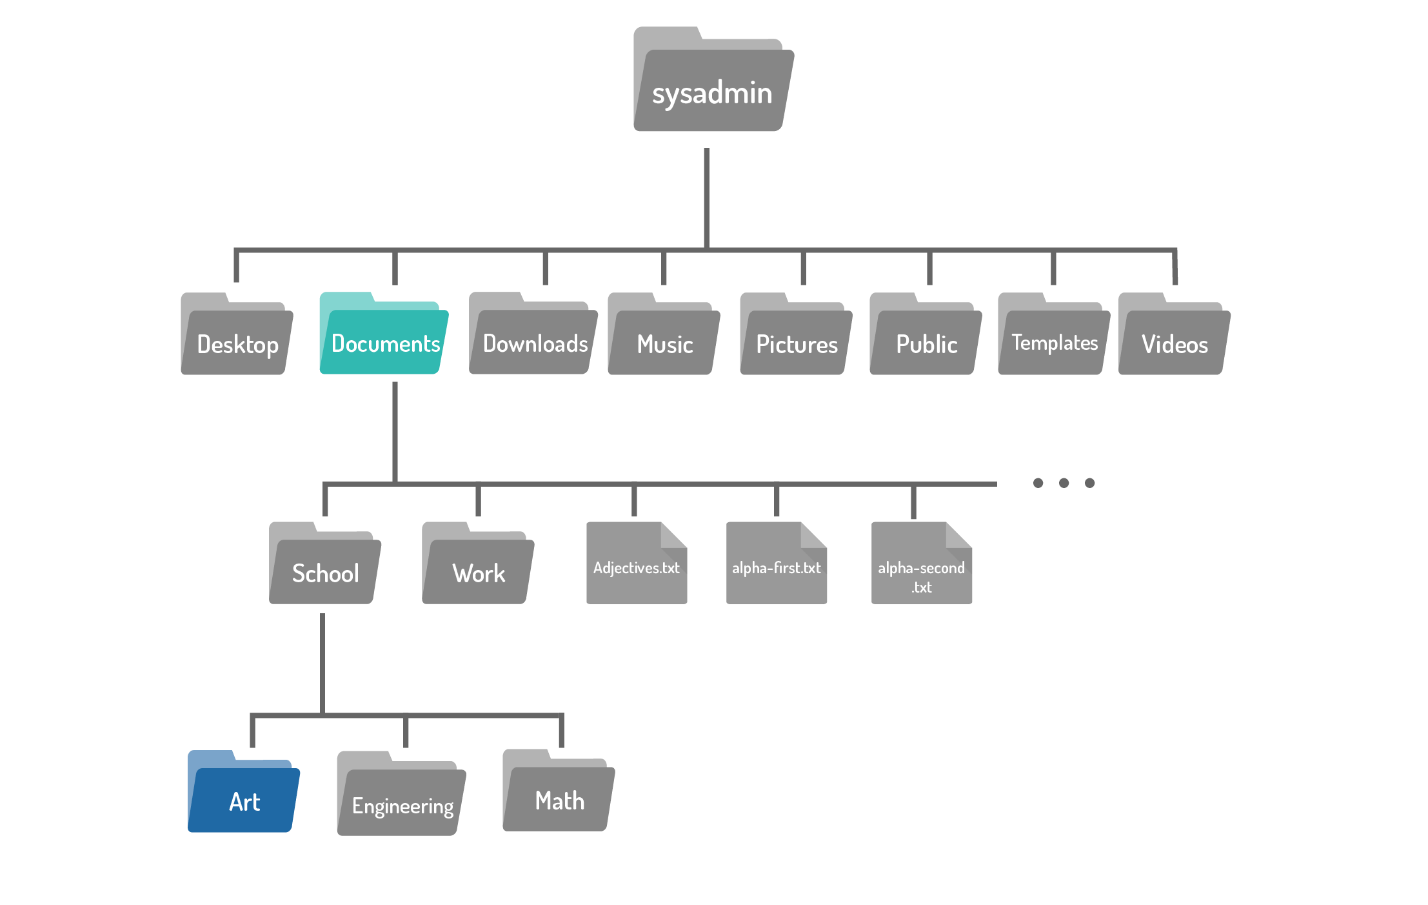 sysadmin
Desktop
Documents
Downloads
Music
Pictures
Public
Templates
Videos
School
Work
Adjectives.txt
alpha-first.txt
alpha-second
.txt
Art
Engineering
Math